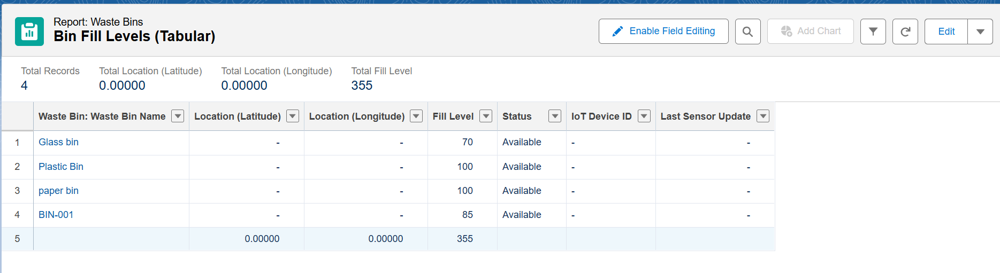 Report: Waste Bins
Bin Fill Levels (Tabular)
Enable Field Editing
Add Chart
Edit
Total Records Total Location (Latitude) Total Location (Longitude) Total Fill Level
4 0.00000 0.00000 355
Waste Bin: Waste Bin Name Location (Latitude) Location (Longitude) Fill Level Status IoT Device ID Last Sensor Update
1 Glass bin - - 70 Available - -
2 Plastic Bin - - 100 Available - -
3 paper bin - - 100 Available - -
4 BIN-001 - - 85 Available - -
5 0.00000 0.00000 355